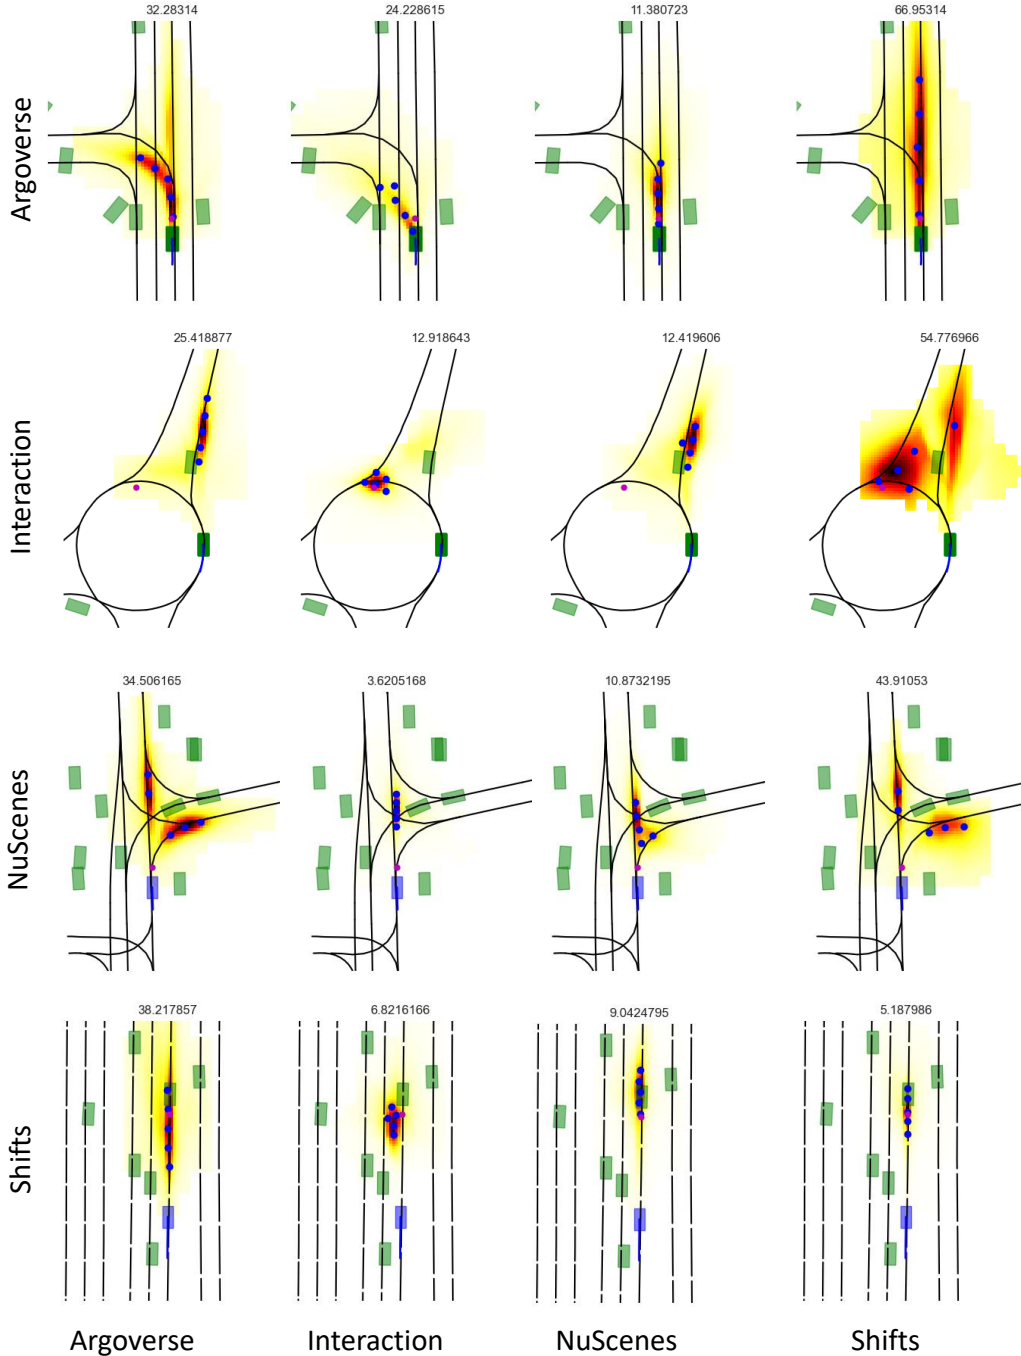 32.28314 24.228615 11.380723 66.95314
Argoverse
25.418877 12.918643 12.419606 54.776966
Interaction
34.506165 3.6205168 10.8732195 43.91053
NuScenes
38.217857 6.8216166 9.0424795 5.187986
Shifts
Argoverse Interaction NuScenes Shifts